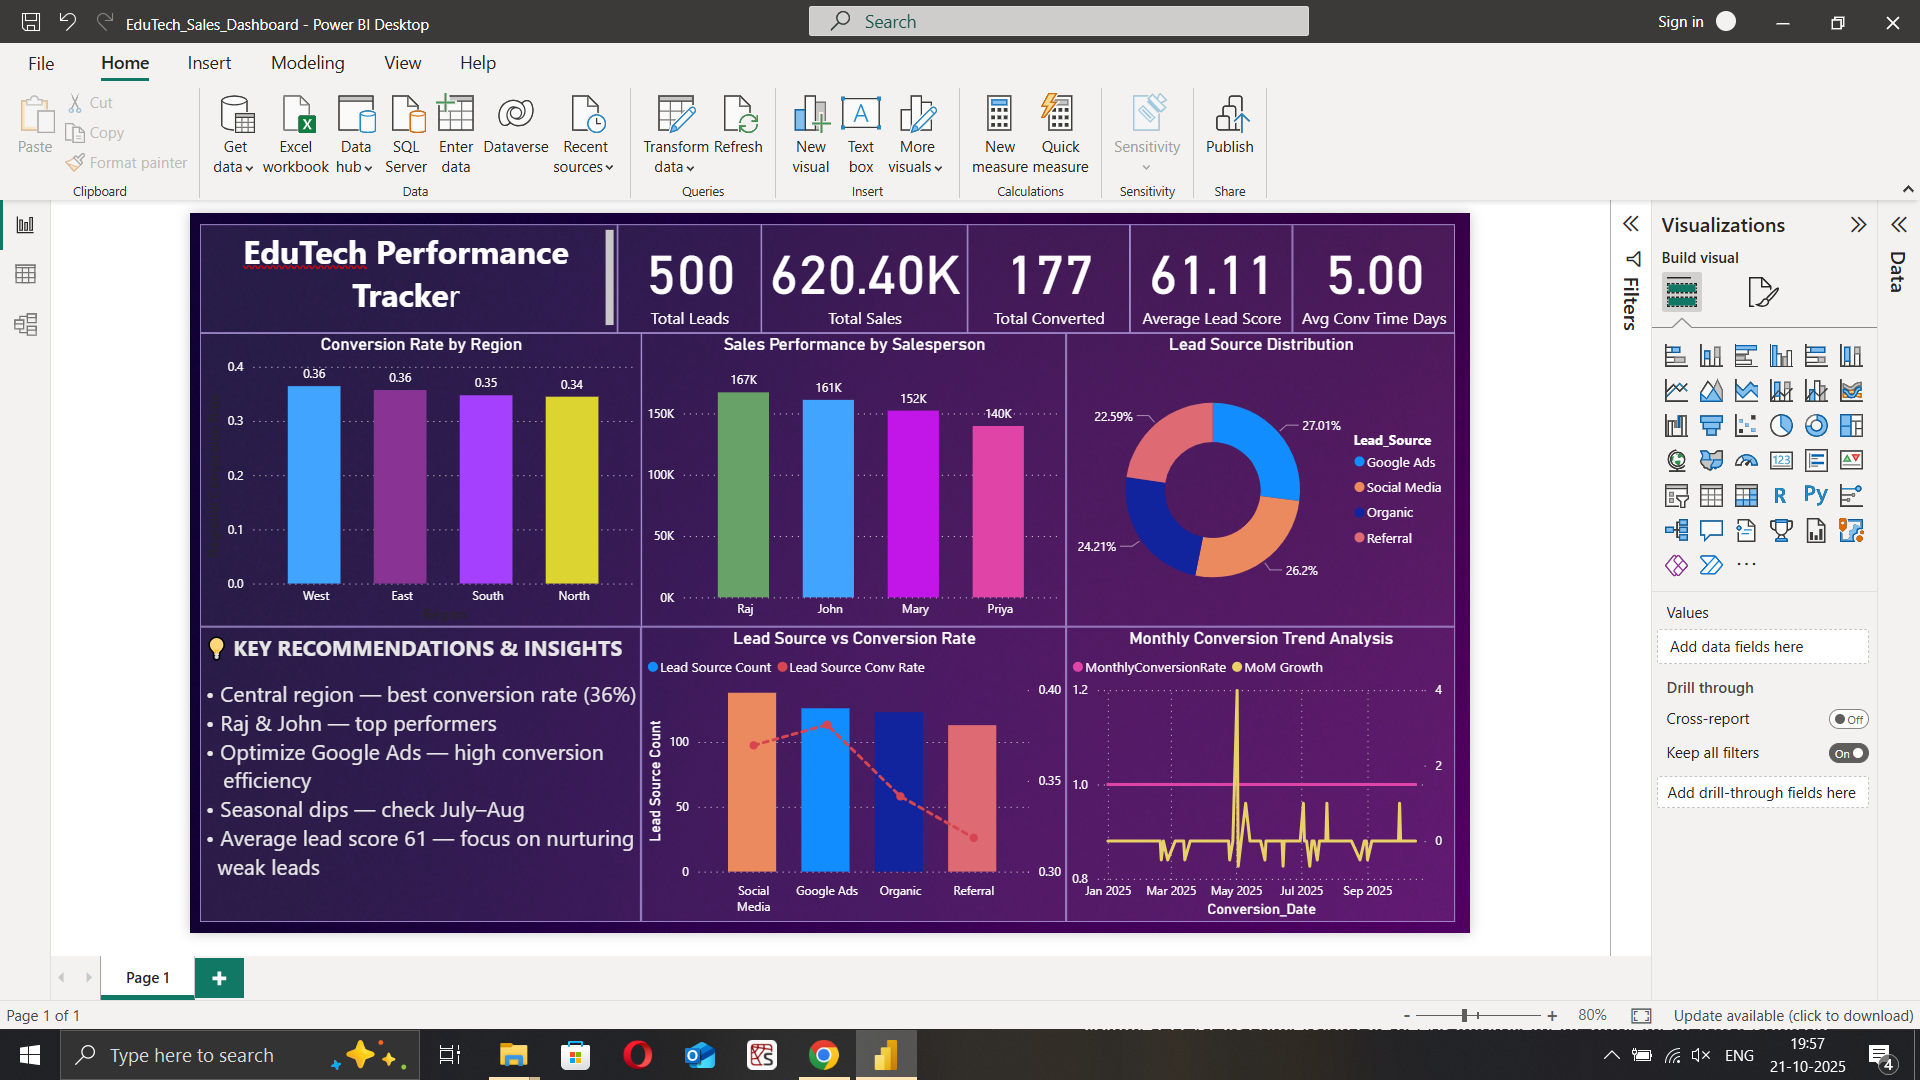 EduTech_Sales_Dashboard - Power BI Desktop
Search
Sign in
File
Home
Insert
Modeling
View
Help
Paste
Cut
Copy
Format painter
Clipboard
Get data
Excel workbook
Data hub
SQL Server
Enter data
Dataverse
Recent sources
Data
Transform data
Refresh
Queries
New visual
Text box
More visuals
Insert
New measure
Quick measure
Calculations
Sensitivity
Sensitivity
Publish
Share
EduTech Performance
Tracker
500
Total Leads
620.40K
Total Sales
177
Total Converted
61.11
Average Lead Score
5.00
Avg Conv Time Days
Conversion Rate by Region
0.4
0.3
0.2
0.1
0.0
0.36
0.36
0.35
0.34
West
East
South
North
Sales Performance by Salesperson
150K
100K
50K
0K
167K
161K
152K
140K
Raj
John
Mary
Priya
Lead Source Distribution
22.59%
27.01%
24.21%
26.2%
Lead_Source
Google Ads
Social Media
Organic
Referral
💡 KEY RECOMMENDATIONS & INSIGHTS
• Central region — best conversion rate (36%)
• Raj & John — top performers
• Optimize Google Ads — high conversion
efficiency
• Seasonal dips — check July–Aug
• Average lead score 61 — focus on nurturing
weak leads
Lead Source vs Conversion Rate
Lead Source Count
Lead Source Conv Rate
Lead Source Count
100
50
0
0.40
0.35
0.30
Social
Media
Google Ads
Organic
Referral
Monthly Conversion Trend Analysis
MonthlyConversionRate
MoM Growth
1.2
1.0
0.8
4
2
0
Jan 2025
Mar 2025
May 2025
Jul 2025
Sep 2025
Conversion_Date
Filters
Visualizations
Build visual
123
R
Py
Values
Add data fields here
Drill through
Cross-report
Off
Keep all filters
On
Add drill-through fields here
Data
Page 1
Page 1 of 1
80%
Update available (click to download)
Type here to search
ENG
19:57
21-10-2025
4